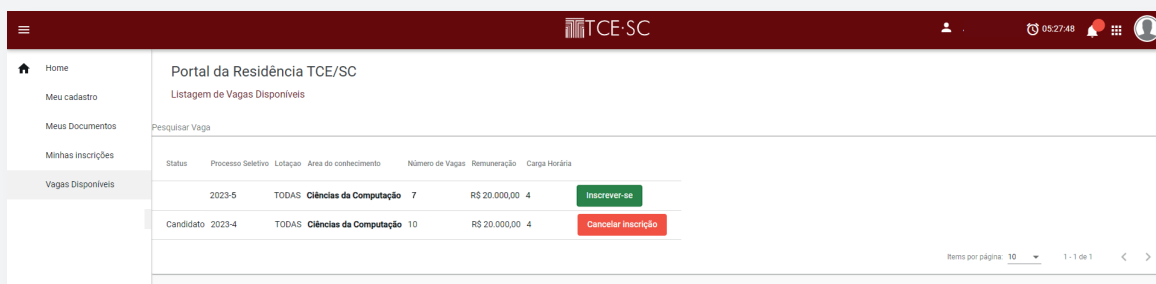 TCE·SC
05:27:48
Home
Meu cadastro
Meus Documentos
Minhas inscrições
Vagas Disponíveis
Portal da Residência TCE/SC
Listagem de Vagas Disponíveis
Pesquisar Vaga
Status Processo Seletivo Lotaçao Area do conhecimento Número de Vagas Remuneração Carga Horária
2023-5 TODAS Ciências da Computação 7 R$ 20.000,00 4 Inscrever-se
Candidato 2023-4 TODAS Ciências da Computação 10 R$ 20.000,00 4 Cancelar inscrição
Items por página: 10 1 - 1 de 1